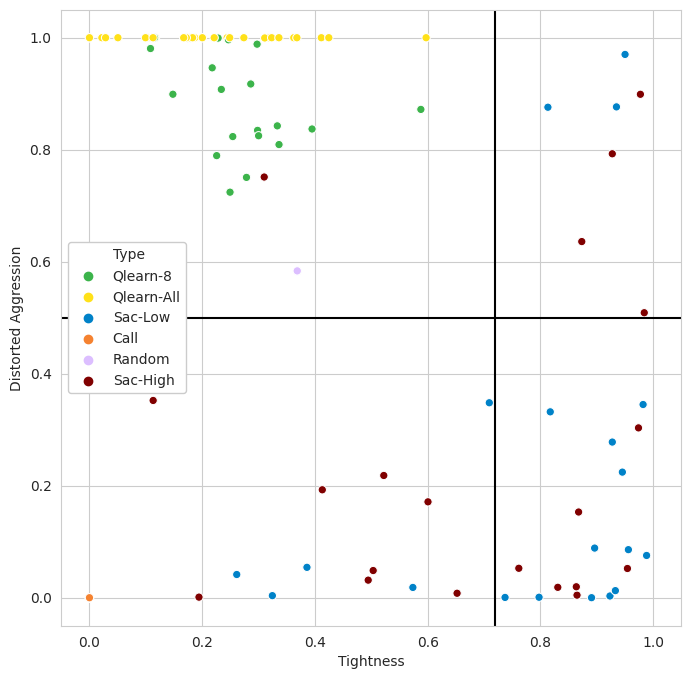 1.0
0.8
0.6
0.4
0.2
0.0
Distorted Aggression
Type
Qlearn-8
Qlearn-All
Sac-Low
Call
Random
Sac-High
0.0 0.2 0.4 0.6 0.8 1.0
Tightness